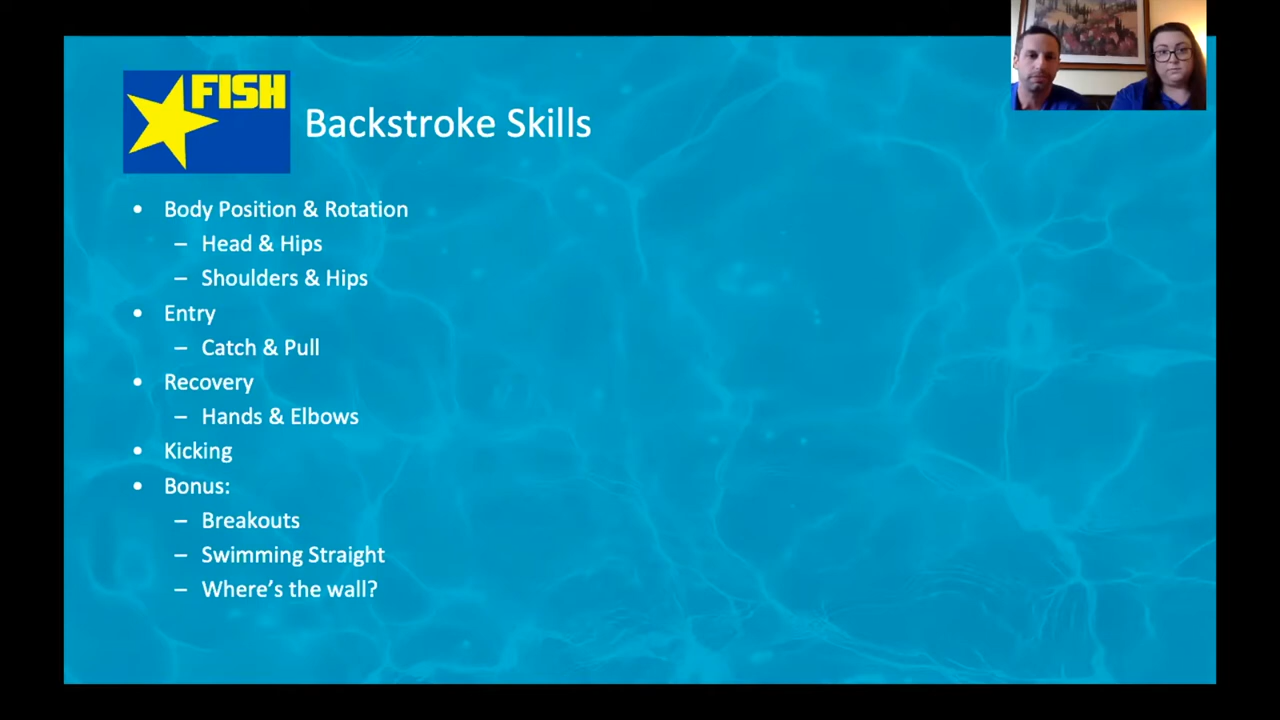 FISH
Backstroke Skills
• Body Position & Rotation
– Head & Hips
– Shoulders & Hips
• Entry
– Catch & Pull
• Recovery
– Hands & Elbows
• Kicking
• Bonus:
– Breakouts
– Swimming Straight
– Where’s the wall?